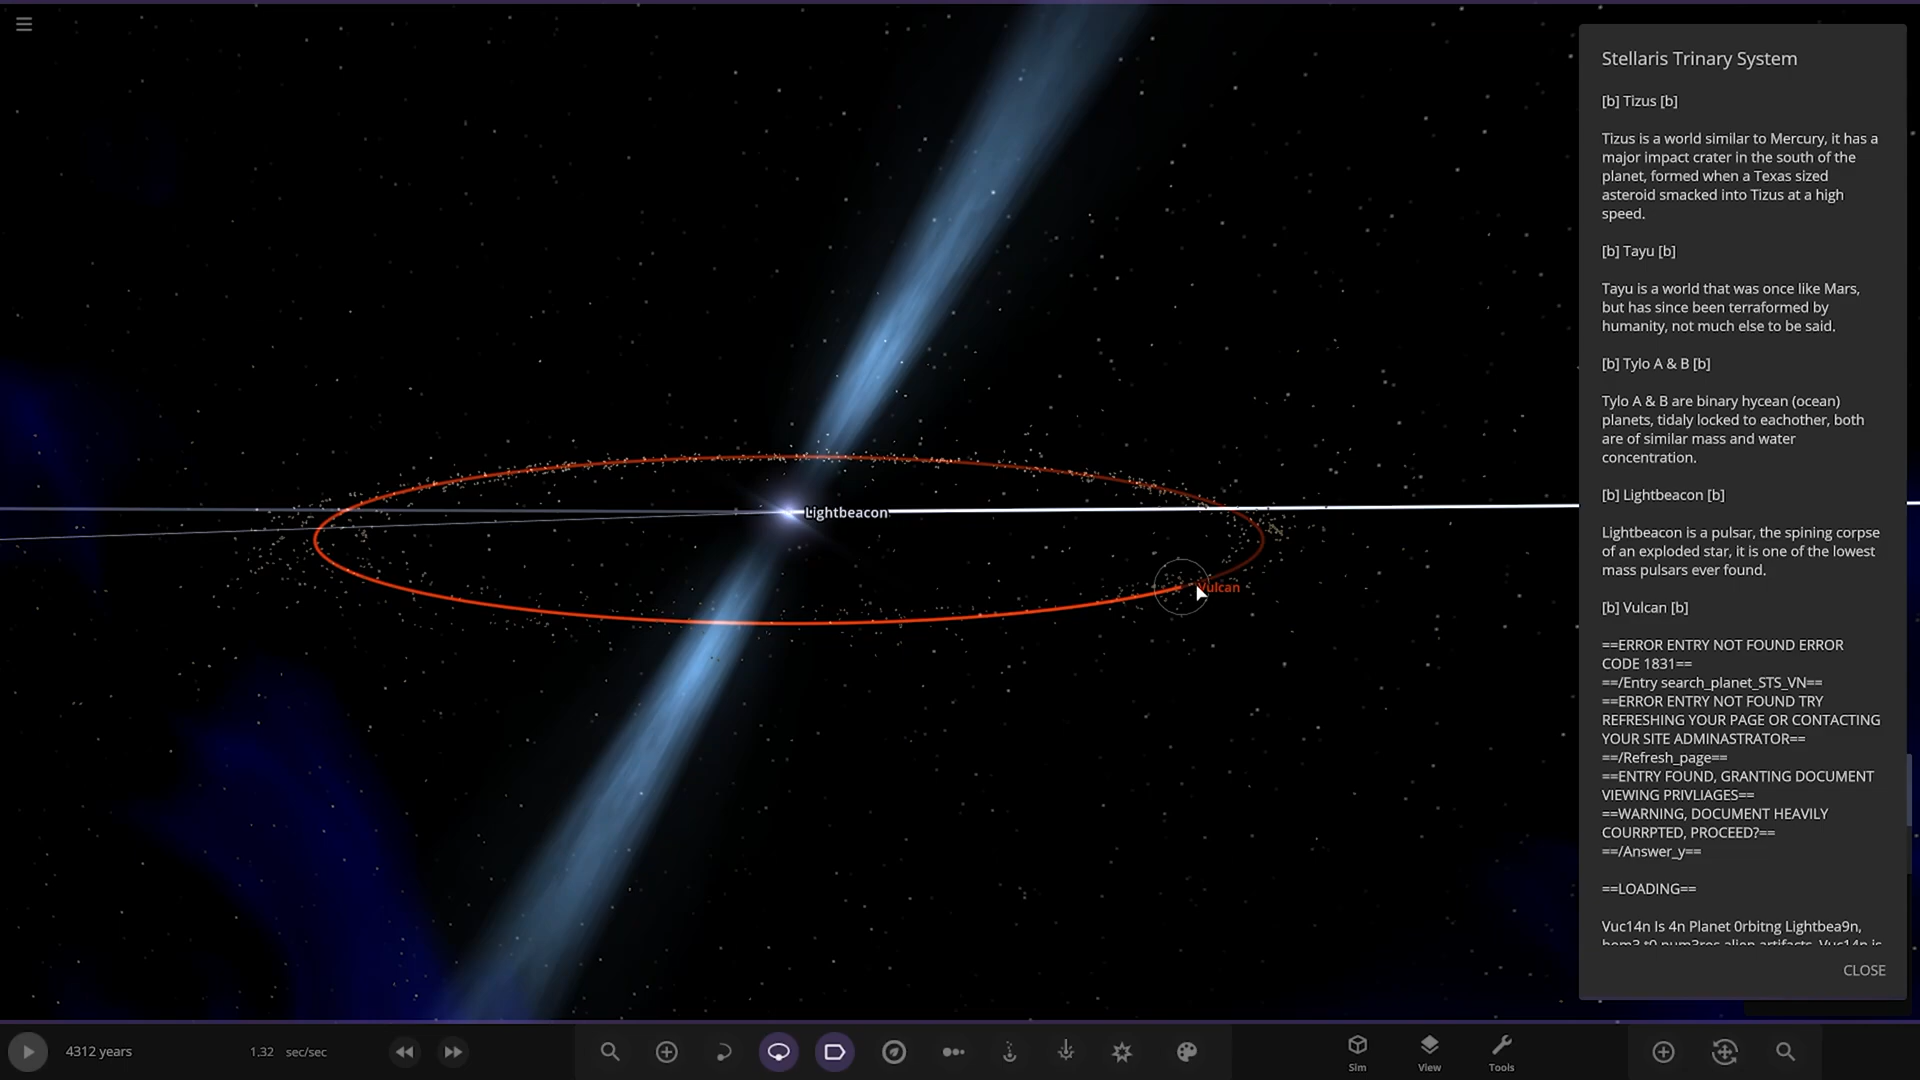 Stellaris Trinary System
[b] Tizus [b]
Tizus is a world similar to Mercury, it has a
major impact crater in the south of the
planet, formed when a Texas sized
asteroid smacked into Tizus at a high
speed.
[b] Tayu [b]
Tayu is a world that was once like Mars,
but has since been terraformed by
humanity, not much else to be said.
[b] Tylo A & B [b]
Tylo A & B are binary hycean (ocean)
planets, tidaly locked to eachother, both
are of similar mass and water
concentration.
[b] Lightbeacon [b]
Lightbeacon is a pulsar, the spining corpse
of an exploded star, it is one of the lowest
mass pulsars ever found.
[b] Vulcan [b]
==ERROR ENTRY NOT FOUND ERROR
CODE 1831==
==/Entry search_planet_STS_VN==
==ERROR ENTRY NOT FOUND TRY
REFRESHING YOUR PAGE OR CONTACTING
YOUR SITE ADMINASTRATOR==
==/Refresh_page==
==ENTRY FOUND, GRANTING DOCUMENT
VIEWING PRIVLIAGES==
==WARNING, DOCUMENT HEAVILY
COURRPTED, PROCEED?==
==/Answer_y==
==LOADING==
Vuc14n Is 4n Planet 0rbitng Lightbea9n,
hom3 t0 num3ros alien artifacts, Vuc14n is
CLOSE
Lightbeacon
Vulcan
4312 years
1.32 sec/sec
Sim
View
Tools